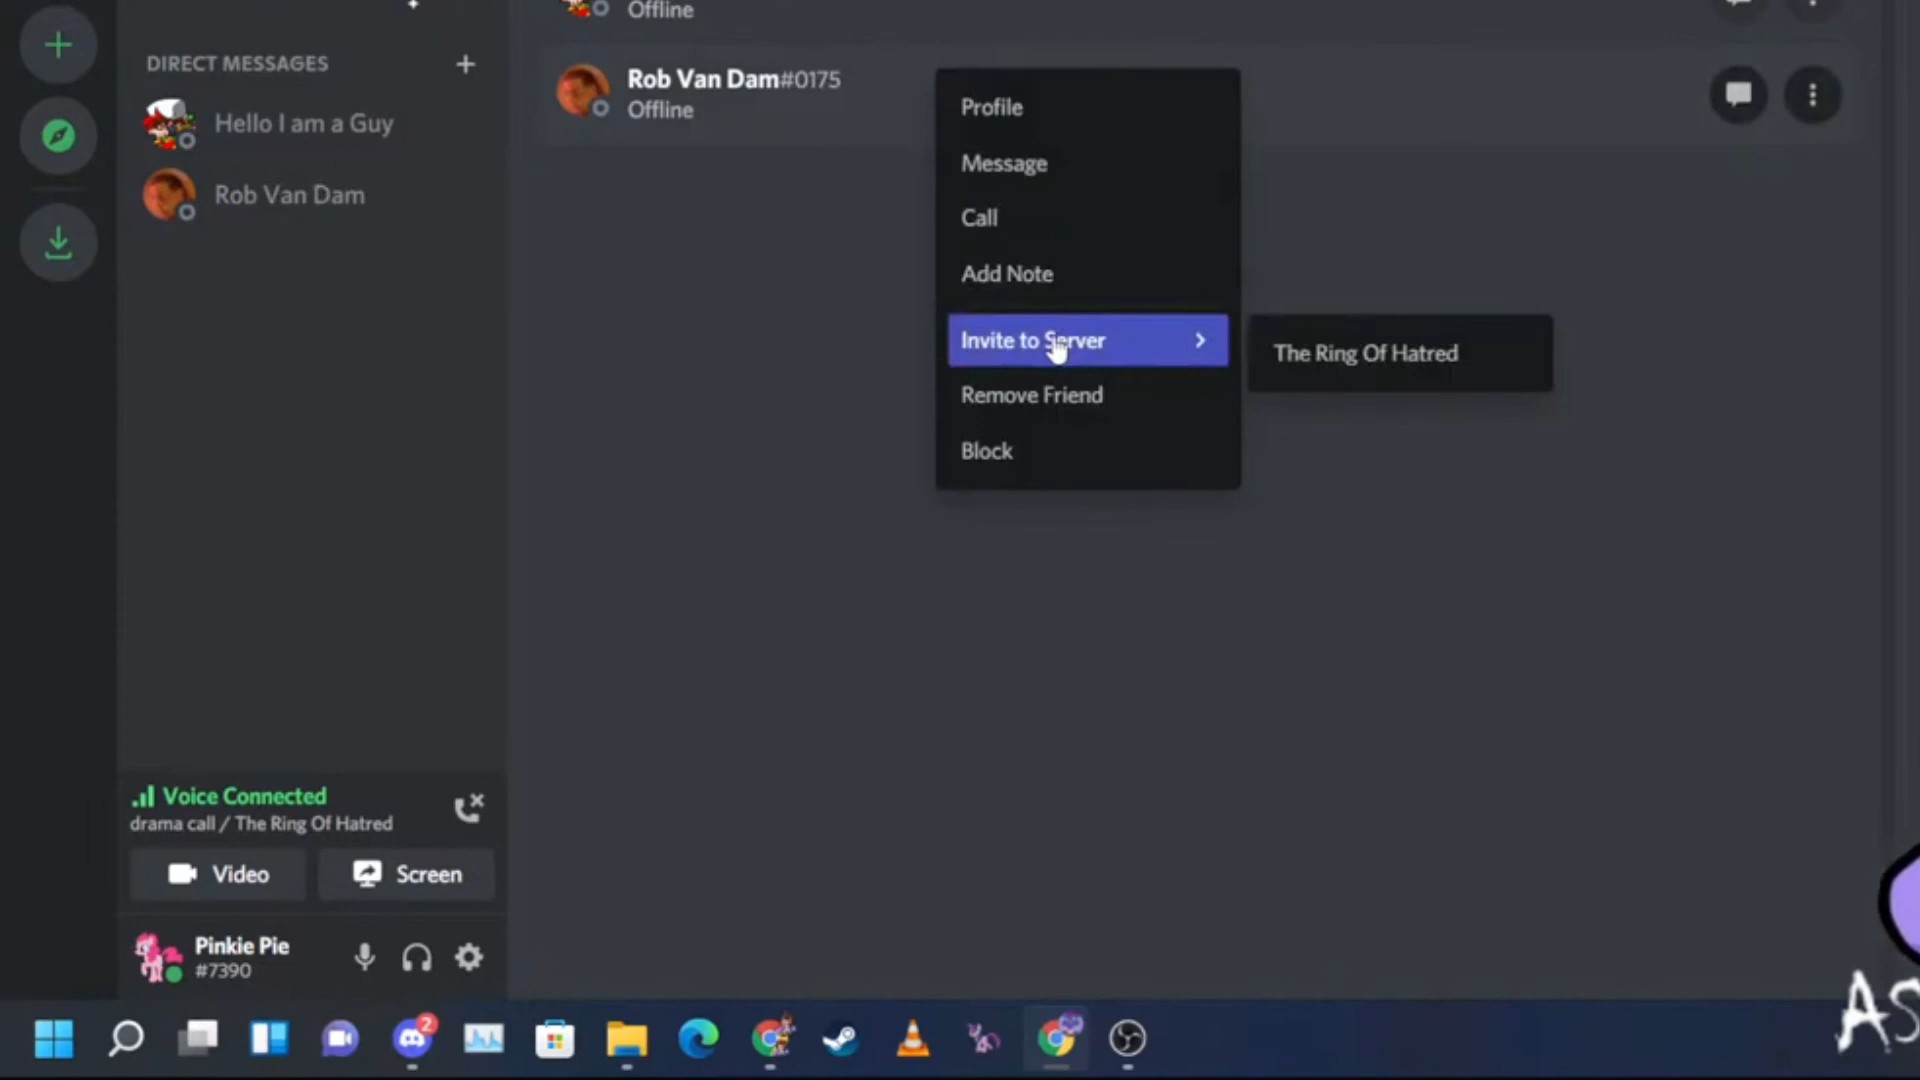 Offline
DIRECT MESSAGES
Hello I am a Guy
Rob Van Dam
Rob Van Dam#0175
Offline
Profile
Message
Call
Add Note
Invite to Server
Remove Friend
Block
The Ring Of Hatred
Voice Connected
drama call / The Ring Of Hatred
Video
Screen
Pinkie Pie
#7390
2
AS